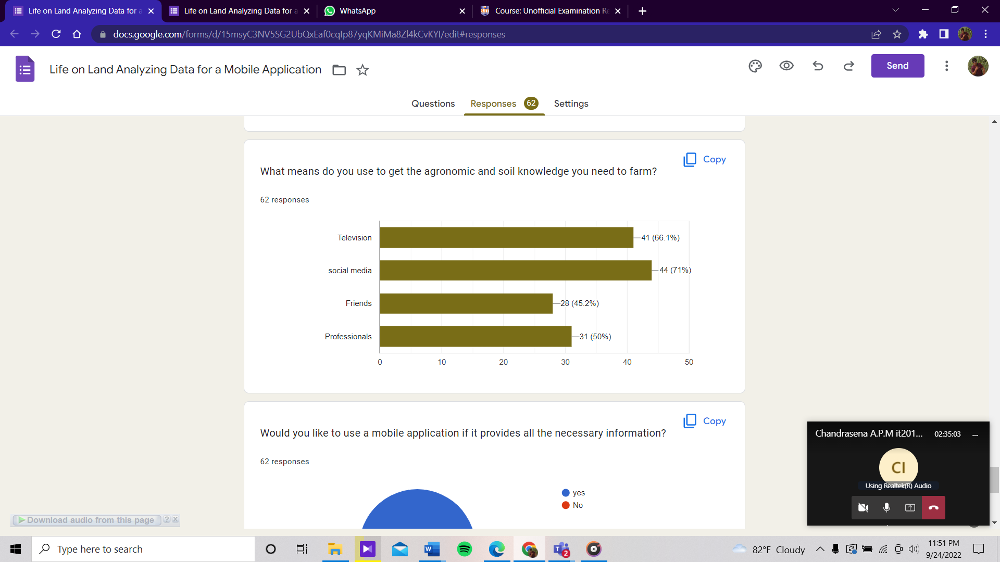 Life on Land Analyzing Data for a
Life on Land Analyzing Data for a
WhatsApp
Course: Unofficial Examination Re
docs.google.com/forms/d/15msyC3NV5SG2UbQxEaf0cqIp87yqKMiMa8Zl4kCvKYI/edit#responses
Life on Land Analyzing Data for a Mobile Application
Send
Questions
Responses 62
Settings
Copy
What means do you use to get the agronomic and soil knowledge you need to farm?
62 responses
Television
41 (66.1%)
social media
44 (71%)
Friends
28 (45.2%)
Professionals
31 (50%)
0 10 20 30 40 50
Copy
Would you like to use a mobile application if it provides all the necessary information?
62 responses
yes
No
Chandrasena A.P.M it201... 02:35:03
CI
Using Realtek(R) Audio
Download audio from this page ? X
Type here to search
2
82°F Cloudy
11:51 PM
9/24/2022